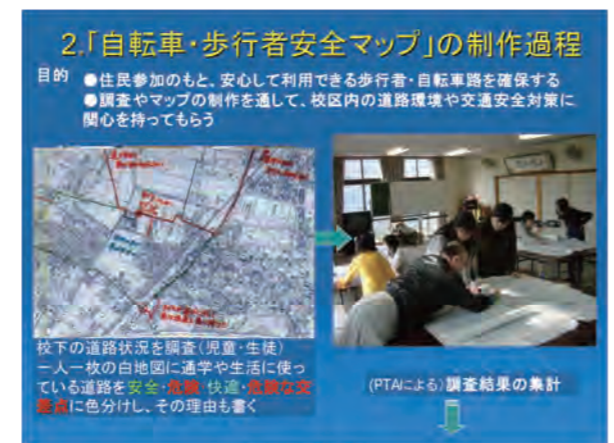 2.「自転車・歩行者安全マップ」の制作過程
目的 ●住民参加のもと、安心して利用できる歩行者・自転車路を確保する
●調査やマップの制作を通して、校区内の道路環境や交通安全対策に
関心を持ってもらう
校下の道路状況を調査(児童・生徒)
一人一枚の白地図に通学や生活に使っ
ている道路を安全・危険・快適・危険な交
差点に色分けし、その理由も書く
(PTAによる)調査結果の集計